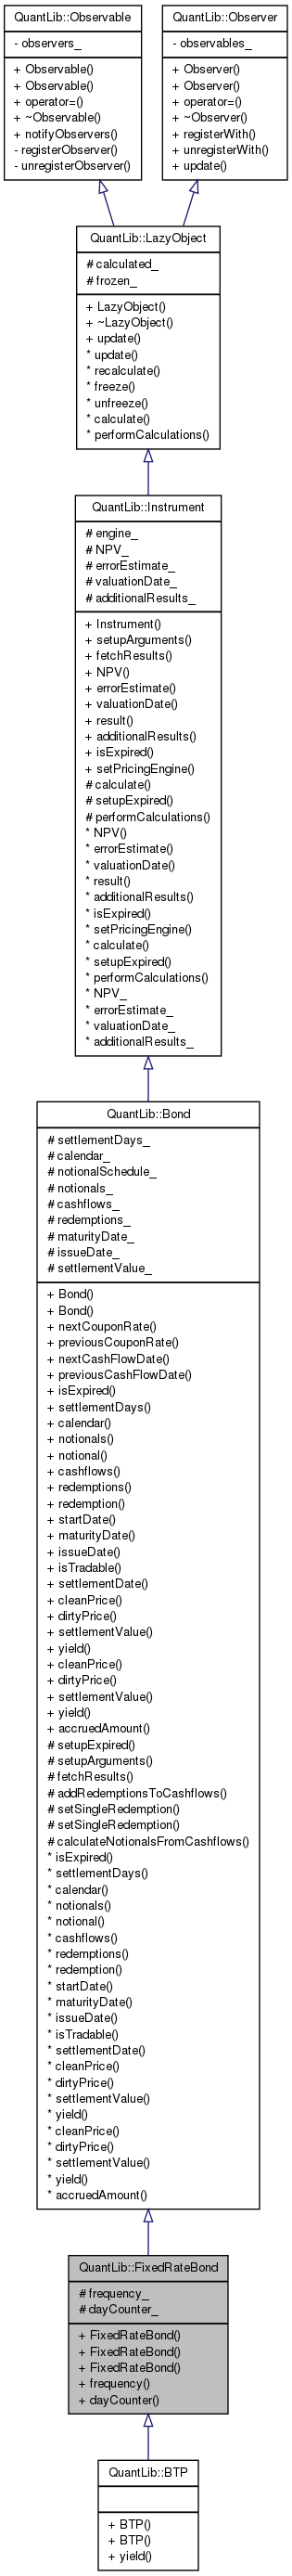 QuantLib::Observable
- observers_
+ Observable()
+ Observable()
+ operator=()
+ ~Observable()
+ notifyObservers()
- registerObserver()
- unregisterObserver()
QuantLib::Observer
- observables_
+ Observer()
+ Observer()
+ operator=()
+ ~Observer()
+ registerWith()
+ unregisterWith()
+ update()
QuantLib::LazyObject
# calculated_
# frozen_
+ LazyObject()
+ ~LazyObject()
+ update()
* update()
* recalculate()
* freeze()
* unfreeze()
* calculate()
* performCalculations()
QuantLib::Instrument
# engine_
# NPV_
# errorEstimate_
# valuationDate_
# additionalResults_
+ Instrument()
+ setupArguments()
+ fetchResults()
+ NPV()
+ errorEstimate()
+ valuationDate()
+ result()
+ additionalResults()
+ isExpired()
+ setPricingEngine()
# calculate()
# setupExpired()
# performCalculations()
* NPV()
* errorEstimate()
* valuationDate()
* result()
* additionalResults()
* isExpired()
* setPricingEngine()
* calculate()
* setupExpired()
* performCalculations()
* NPV_
* errorEstimate_
* valuationDate_
* additionalResults_
QuantLib::Bond
# settlementDays_
# calendar_
# notionalSchedule_
# notionals_
# cashflows_
# redemptions_
# maturityDate_
# issueDate_
# settlementValue_
+ Bond()
+ Bond()
+ nextCouponRate()
+ previousCouponRate()
+ nextCashFlowDate()
+ previousCashFlowDate()
+ isExpired()
+ settlementDays()
+ calendar()
+ notionals()
+ notional()
+ cashflows()
+ redemptions()
+ redemption()
+ startDate()
+ maturityDate()
+ issueDate()
+ isTradable()
+ settlementDate()
+ cleanPrice()
+ dirtyPrice()
+ settlementValue()
+ yield()
+ cleanPrice()
+ dirtyPrice()
+ settlementValue()
+ yield()
+ accruedAmount()
# setupExpired()
# setupArguments()
# fetchResults()
# addRedemptionsToCashflows()
# setSingleRedemption()
# setSingleRedemption()
# calculateNotionalsFromCashflows()
* isExpired()
* settlementDays()
* calendar()
* notionals()
* notional()
* cashflows()
* redemptions()
* redemption()
* startDate()
* maturityDate()
* issueDate()
* isTradable()
* settlementDate()
* cleanPrice()
* dirtyPrice()
* settlementValue()
* yield()
* cleanPrice()
* dirtyPrice()
* settlementValue()
* yield()
* accruedAmount()
QuantLib::FixedRateBond
# frequency_
# dayCounter_
+ FixedRateBond()
+ FixedRateBond()
+ FixedRateBond()
+ frequency()
+ dayCounter()
QuantLib::BTP
+ BTP()
+ BTP()
+ yield()